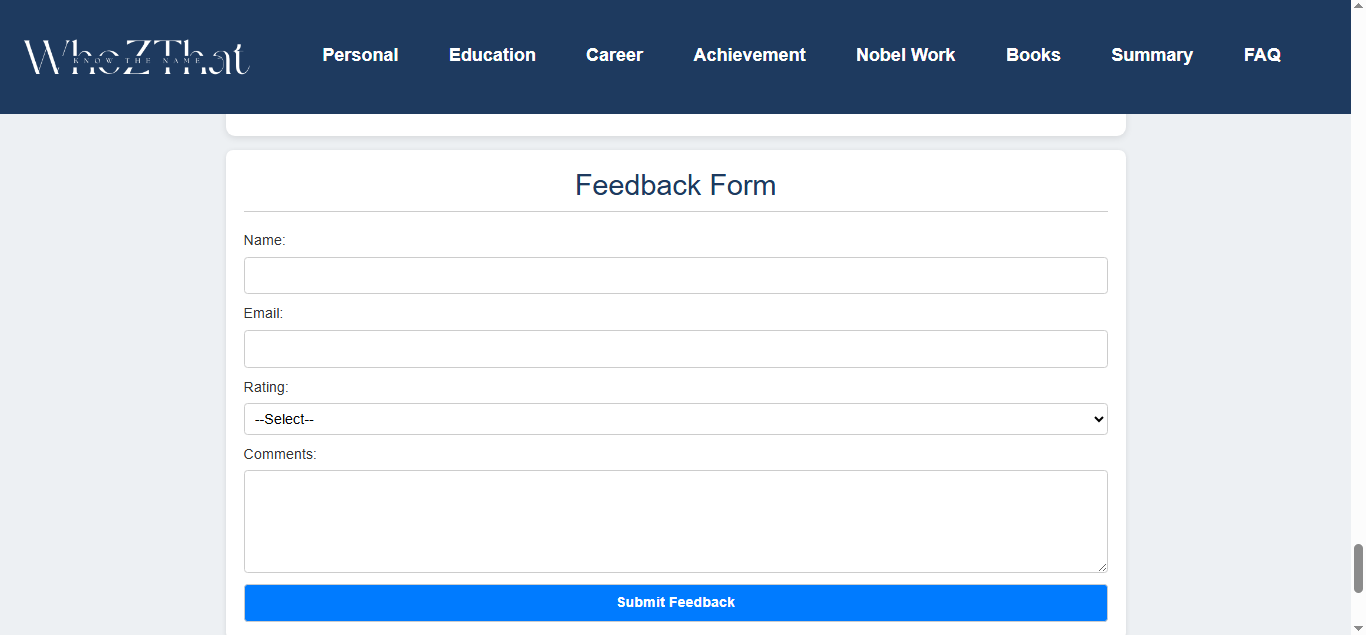 WhoZThat
KNOW THE NAME
Personal Education Career Achievement Nobel Work Books Summary FAQ
Feedback Form
Name:
Email:
Rating:
--Select--
Comments:
Submit Feedback